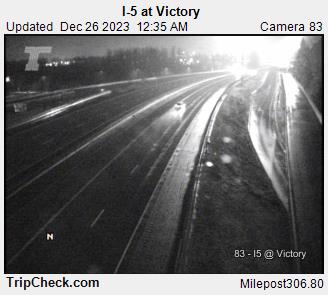 I-5 at Victory
Updated  Dec 26 2023  12:35 AM
Camera 83
T
N
83 - I5 @ Victory
TripCheck.com
Milepost306.80